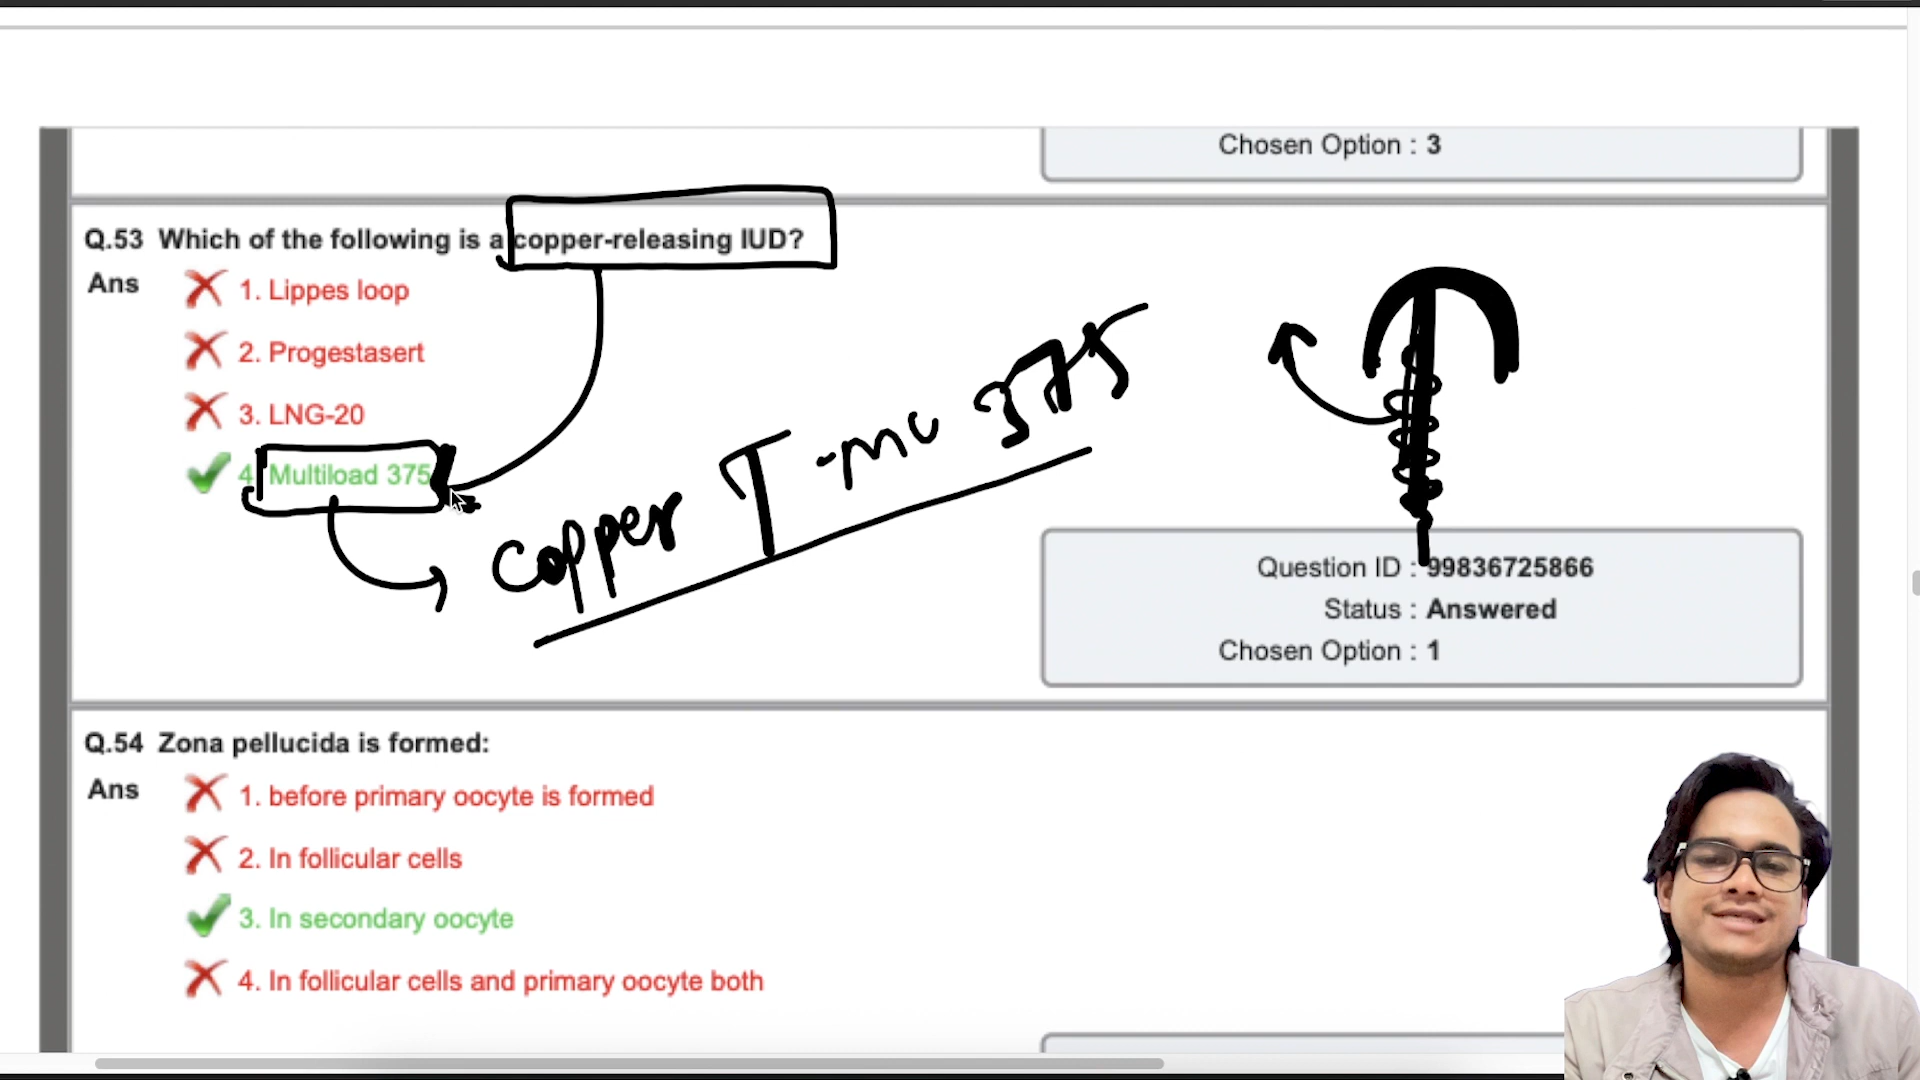 Chosen Option : 3
Q.53 Which of the following is a copper-releasing IUD?
Ans
1. Lippes loop
2. Progestasert
3. LNG-20
4. Multiload 375
Copper T-mu 375
Question ID : 99836725866
Status : Answered
Chosen Option : 1
Q.54 Zona pellucida is formed:
Ans
1. before primary oocyte is formed
2. In follicular cells
3. In secondary oocyte
4. In follicular cells and primary oocyte both